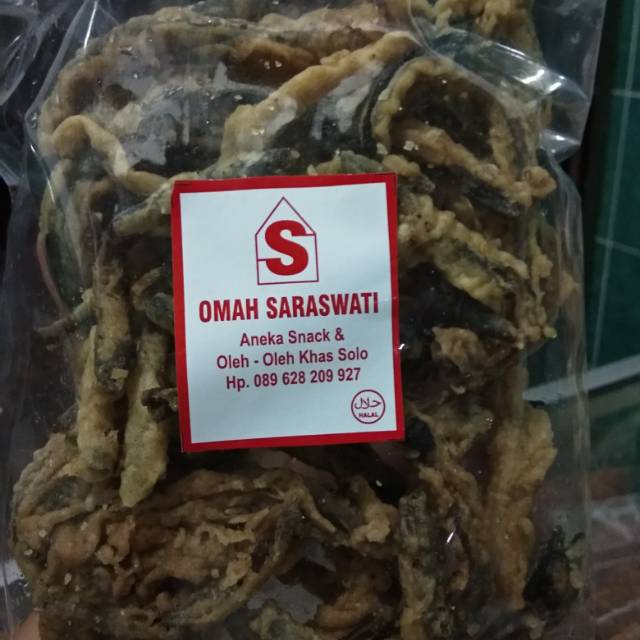 S
OMAH SARASWATI
Aneka Snack &
Oleh - Oleh Khas Solo
Hp. 089 628 209 927
حلال
HALAL